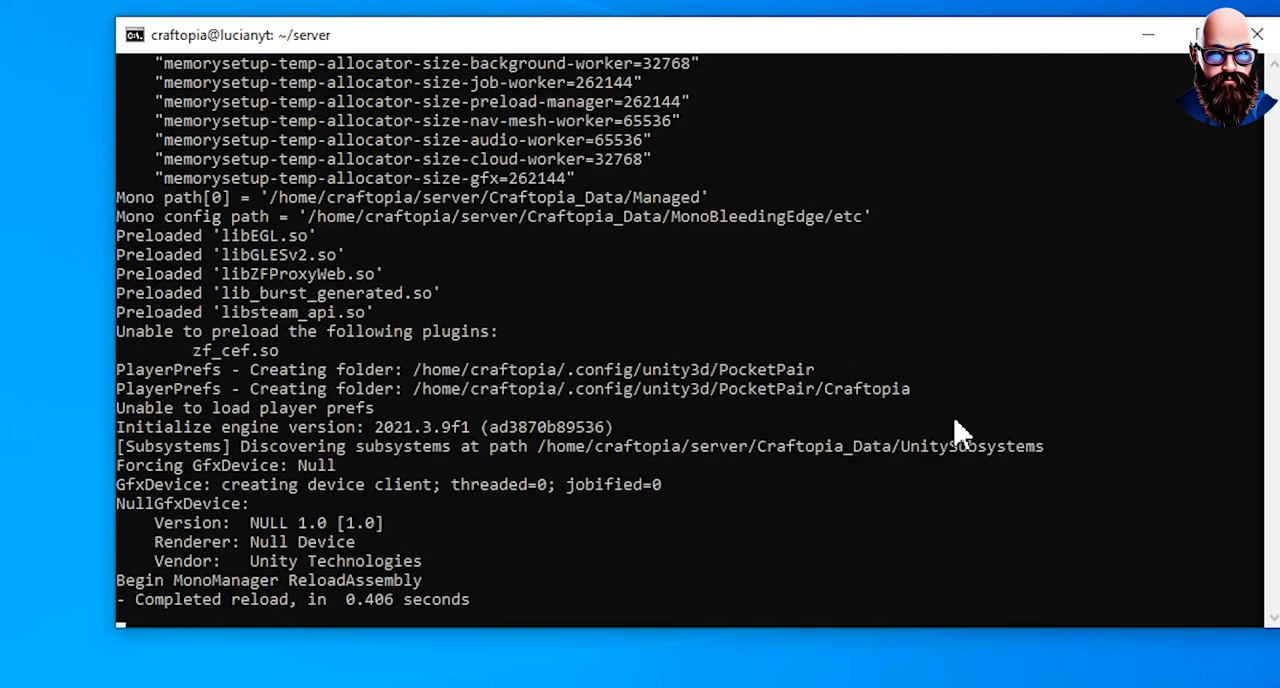 craftopia@lucianyt: ~/server
"memorysetup-temp-allocator-size-background-worker=32768"
"memorysetup-temp-allocator-size-job-worker=262144"
"memorysetup-temp-allocator-size-preload-manager=262144"
"memorysetup-temp-allocator-size-nav-mesh-worker=65536"
"memorysetup-temp-allocator-size-audio-worker=65536"
"memorysetup-temp-allocator-size-cloud-worker=32768"
"memorysetup-temp-allocator-size-gfx=262144"
Mono path[0] = '/home/craftopia/server/Craftopia_Data/Managed'
Mono config path = '/home/craftopia/server/Craftopia_Data/MonoBleedingEdge/etc'
Preloaded 'libEGL.so'
Preloaded 'libGLESv2.so'
Preloaded 'libZFProxyWeb.so'
Preloaded 'lib_burst_generated.so'
Preloaded 'libsteam_api.so'
Unable to preload the following plugins:
zf_cef.so
PlayerPrefs - Creating folder: /home/craftopia/.config/unity3d/PocketPair
PlayerPrefs - Creating folder: /home/craftopia/.config/unity3d/PocketPair/Craftopia
Unable to load player prefs
Initialize engine version: 2021.3.9f1 (ad3870b89536)
[Subsystems] Discovering subsystems at path /home/craftopia/server/Craftopia_Data/UnitySubsystems
Forcing GfxDevice: Null
GfxDevice: creating device client; threaded=0; jobified=0
NullGfxDevice:
Version:  NULL 1.0 [1.0]
Renderer: Null Device
Vendor:   Unity Technologies
Begin MonoManager ReloadAssembly
- Completed reload, in  0.406 seconds